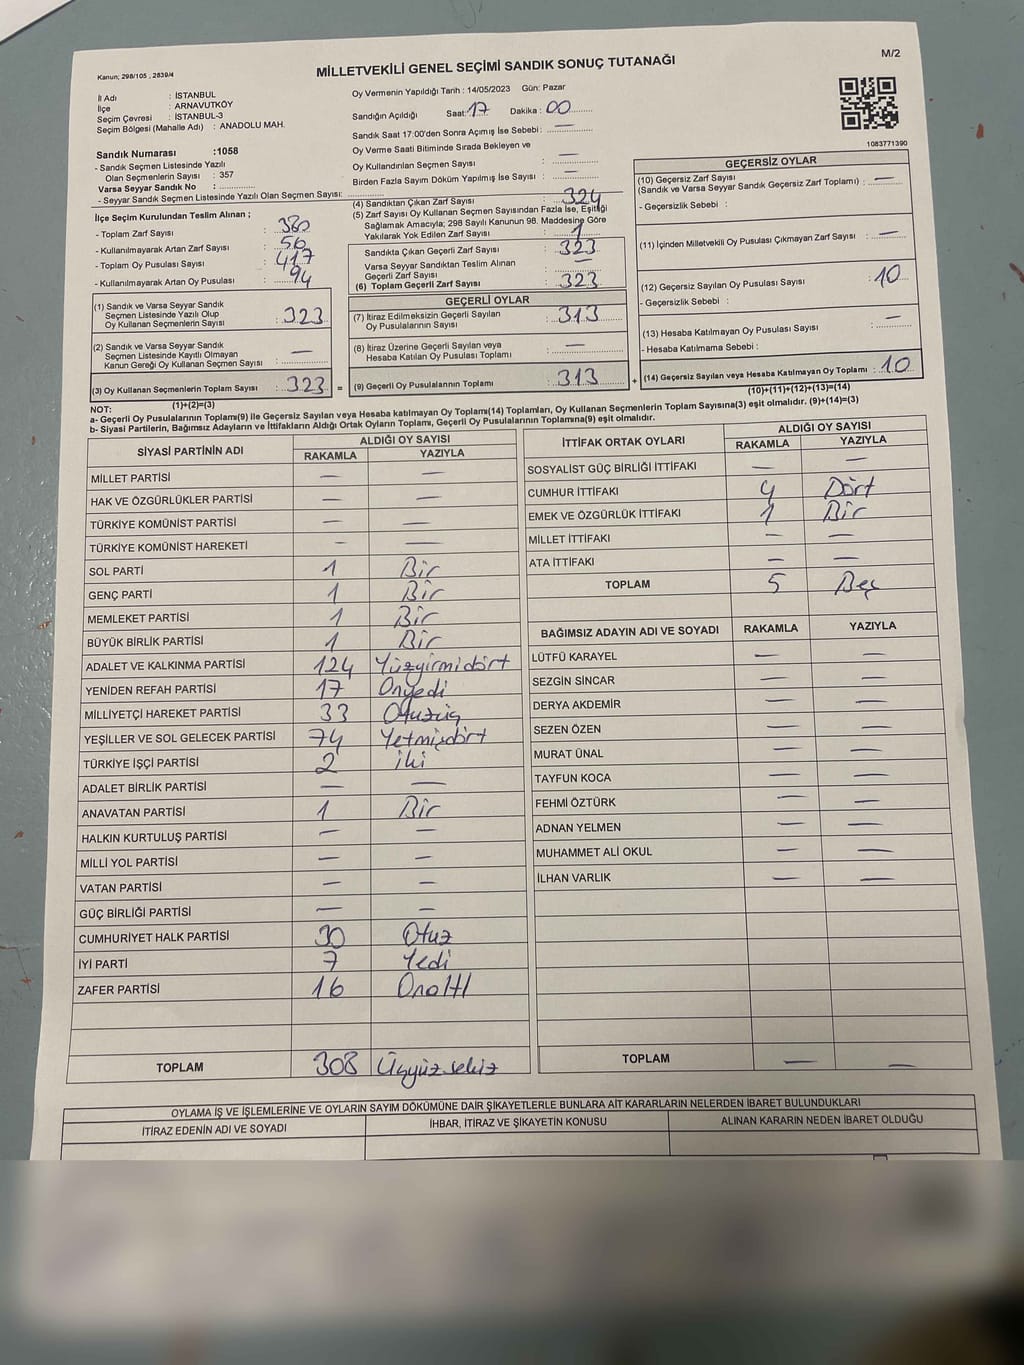 Kanun; 298/105 , 2839/4
MİLLETVEKİLİ GENEL SEÇİMİ SANDIK SONUÇ TUTANAĞI
M/2
İl Adı : İSTANBUL
İlçe : ARNAVUTKÖY
Seçim Çevresi : İSTANBUL-3
Seçim Bölgesi (Mahalle Adı) : ANADOLU MAH.
Sandık Numarası :1058
- Sandık Seçmen Listesinde Yazılı
Olan Seçmenlerin Sayısı : 357
Varsa Seyyar Sandık No :
- Seyyar Sandık Seçmen Listesinde Yazılı Olan Seçmen Sayısı:
Oy Vermenin Yapıldığı Tarih : 14/05/2023 Gün: Pazar
Sandığın Açıldığı Saat: 17 Dakika : 00
Sandık Saat 17:00'den Sonra Açımış İse Sebebi : —
Oy Verme Saati Bitiminde Sırada Bekleyen ve
Oy Kullandırılan Seçmen Sayısı : —
Birden Fazla Sayım Döküm Yapılmış İse Sayısı : —
1083771390
İlçe Seçim Kurulundan Teslim Alınan ;
- Toplam Zarf Sayısı : 380
- Kullanılmayarak Artan Zarf Sayısı : 56
- Toplam Oy Pusulası Sayısı : 417
- Kullanılmayarak Artan Oy Pusulası : 94
(4) Sandıktan Çıkan Zarf Sayısı : 324
(5) Zarf Sayısı Oy Kullanan Seçmen Sayısından Fazla İse, Eşitliği
Sağlamak Amacıyla; 298 Sayılı Kanunun 98. Maddesine Göre
Yakılarak Yok Edilen Zarf Sayısı : 1
Sandıkta Çıkan Geçerli Zarf Sayısı : 323
Varsa Seyyar Sandıktan Teslim Alınan
Geçerli Zarf Sayısı : —
(6) Toplam Geçerli Zarf Sayısı : 323
GEÇERSİZ OYLAR
(10) Geçersiz Zarf Sayısı
(Sandık ve Varsa Seyyar Sandık Geçersiz Zarf Toplamı) : —
- Geçersizlik Sebebi :
(11) İçinden Milletvekili Oy Pusulası Çıkmayan Zarf Sayısı : —
(12) Geçersiz Sayılan Oy Pusulası Sayısı : 10
- Geçersizlik Sebebi :
(13) Hesaba Katılmayan Oy Pusulası Sayısı : —
- Hesaba Katılmama Sebebi :
(14) Geçersiz Sayılan veya Hesaba Katılmayan Oy Toplamı : 10
(10)+(11)+(12)+(13)=(14)
(1) Sandık ve Varsa Seyyar Sandık
Seçmen Listesinde Yazılı Olup
Oy Kullanan Seçmenlerin Sayısı : 323
(2) Sandık ve Varsa Seyyar Sandık
Seçmen Listesinde Kayıtlı Olmayan
Kanun Gereği Oy Kullanan Seçmen Sayısı : —
(3) Oy Kullanan Seçmenlerin Toplam Sayısı : 323 =
(1)+(2)=(3)
GEÇERLİ OYLAR
(7) İtiraz Edilmeksizin Geçerli Sayılan
Oy Pusulalarının Sayısı : 313
(8) İtiraz Üzerine Geçerli Sayılan veya
Hesaba Katılan Oy Pusulası Toplamı : —
(9) Geçerli Oy Pusulalarının Toplamı : 313 +
NOT:
a- Geçerli Oy Pusulalarının Toplamı(9) ile Geçersiz Sayılan veya Hesaba katılmayan Oy Toplamı(14) Toplamları, Oy Kullanan Seçmenlerin Toplam Sayısına(3) eşit olmalıdır. (9)+(14)=(3)
b- Siyasi Partilerin, Bağımsız Adayların ve İttifakların Aldığı Ortak Oyların Toplamı, Geçerli Oy Pusulalarının Toplamına(9) eşit olmalıdır.
SİYASİ PARTİNİN ADI ALDIĞI OY SAYISI
RAKAMLA YAZIYLA
MİLLET PARTİSİ — —
HAK VE ÖZGÜRLÜKLER PARTİSİ — —
TÜRKİYE KOMÜNİST PARTİSİ — —
TÜRKİYE KOMÜNİST HAREKETİ — —
SOL PARTİ 1 Bir
GENÇ PARTİ 1 Bir
MEMLEKET PARTİSİ 1 Bir
BÜYÜK BİRLİK PARTİSİ 1 Bir
ADALET VE KALKINMA PARTİSİ 124 Yüzyirmidört
YENİDEN REFAH PARTİSİ 17 Onyedi
MİLLİYETÇİ HAREKET PARTİSİ 33 Otuzüç
YEŞİLLER VE SOL GELECEK PARTİSİ 74 Yetmişdört
TÜRKİYE İŞÇİ PARTİSİ 2 iki
ADALET BİRLİK PARTİSİ — —
ANAVATAN PARTİSİ 1 Bir
HALKIN KURTULUŞ PARTİSİ — —
MİLLİ YOL PARTİSİ — —
VATAN PARTİSİ — —
GÜÇ BİRLİĞİ PARTİSİ — —
CUMHURİYET HALK PARTİSİ 30 Otuz
İYİ PARTİ 7 Yedi
ZAFER PARTİSİ 16 Onaltı
TOPLAM 308 Üçyüzsekiz
İTTİFAK ORTAK OYLARI ALDIĞI OY SAYISI
RAKAMLA YAZIYLA
SOSYALİST GÜÇ BİRLİĞİ İTTİFAKI — —
CUMHUR İTTİFAKI 4 Dört
EMEK VE ÖZGÜRLÜK İTTİFAKI 1 Bir
MİLLET İTTİFAKI — —
ATA İTTİFAKI — —
TOPLAM 5 Beş
BAĞIMSIZ ADAYIN ADI VE SOYADI RAKAMLA YAZIYLA
LÜTFÜ KARAYEL — —
SEZGİN SİNCAR — —
DERYA AKDEMİR — —
SEZEN ÖZEN — —
MURAT ÜNAL — —
TAYFUN KOCA — —
FEHMİ ÖZTÜRK — —
ADNAN YELMEN — —
MUHAMMET ALİ OKUL — —
İLHAN VARLIK — —
TOPLAM — —
OYLAMA İŞ VE İŞLEMLERİNE VE OYLARIN SAYIM DÖKÜMÜNE DAİR ŞİKAYETLERLE BUNLARA AİT KARARLARIN NELERDEN İBARET BULUNDUKLARI
İTİRAZ EDENİN ADI VE SOYADI İHBAR, İTİRAZ VE ŞİKAYETİN KONUSU ALINAN KARARIN NEDEN İBARET OLDUĞU